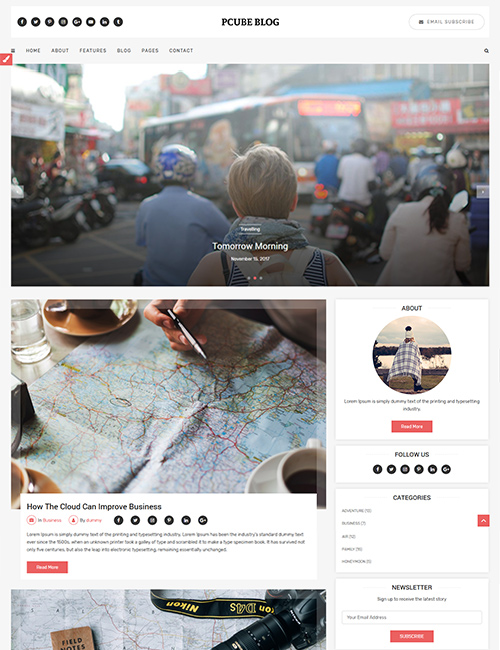 PCUBE BLOG
EMAIL SUBSCRIBE
HOME ABOUT FEATURES BLOG PAGES CONTACT
Travelling
Tomorrow Morning
November 15, 2017
How The Cloud Can Improve Business
In Business By dummy
Lorem Ipsum is simply dummy text of the printing and typesetting industry. Lorem Ipsum has been the industry's standard dummy text
ever since the 1500s, when an unknown printer took a galley of type and scrambled it to make a type specimen book. It has survived not
only five centuries, but also the leap into electronic typesetting, remaining essentially unchanged.
Read More
FIELD
NOTES
Nikon D4S
ABOUT
Lorem Ipsum is simply dummy text of the printing and typesetting
industry.
Read More
FOLLOW US
CATEGORIES
ADVENTURE (10)
BUSINESS (7)
AIR (12)
FAMILY (10)
HONEYMOON (5)
NEWSLETTER
Sign up to receive the latest story
Your Email Address
SUBSCRIBE